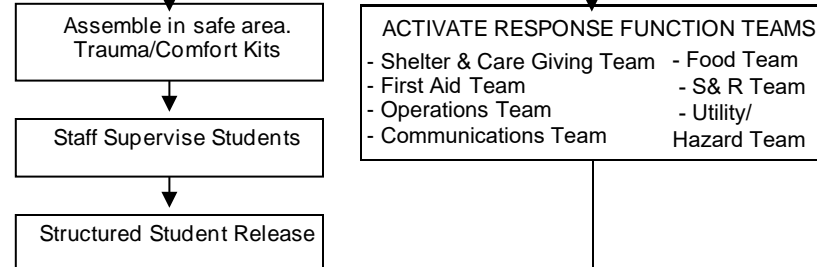 Assemble in safe area.
Trauma/Comfort Kits
Staff Supervise Students
Structured Student Release
ACTIVATE RESPONSE FUNCTION TEAMS
- Shelter & Care Giving Team - Food Team
- First Aid Team - S& R Team
- Operations Team - Utility/
- Communications Team Hazard Team